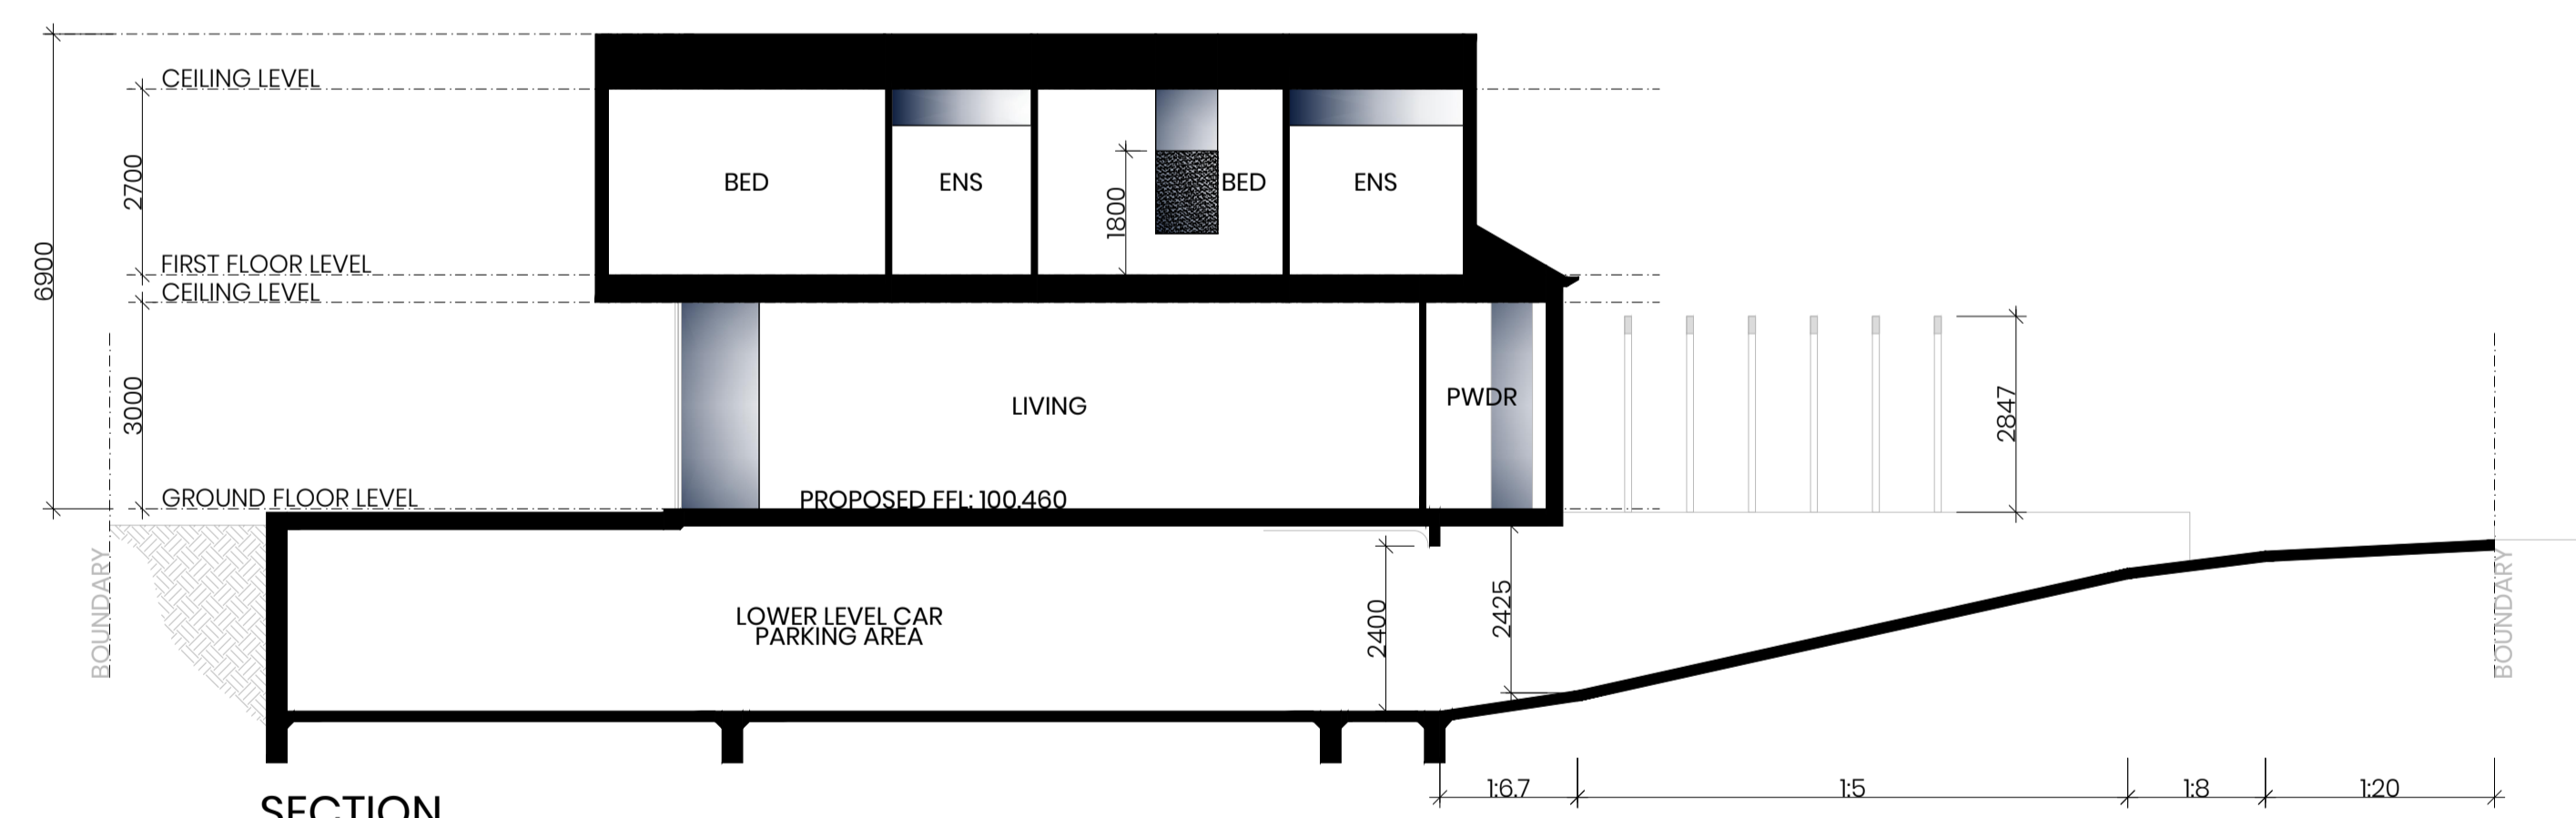 CEILING LEVEL
2700
6900
FIRST FLOOR LEVEL
CEILING LEVEL
3000
GROUND FLOOR LEVEL
BOUNDARY
BED
ENS
1800
BED
ENS
LIVING
PWDR
PROPOSED FFL: 100.460
2847
LOWER LEVEL CAR
PARKING AREA
2400
2425
BOUNDARY
1:6.7
1:5
1:8
1:20
SECTION